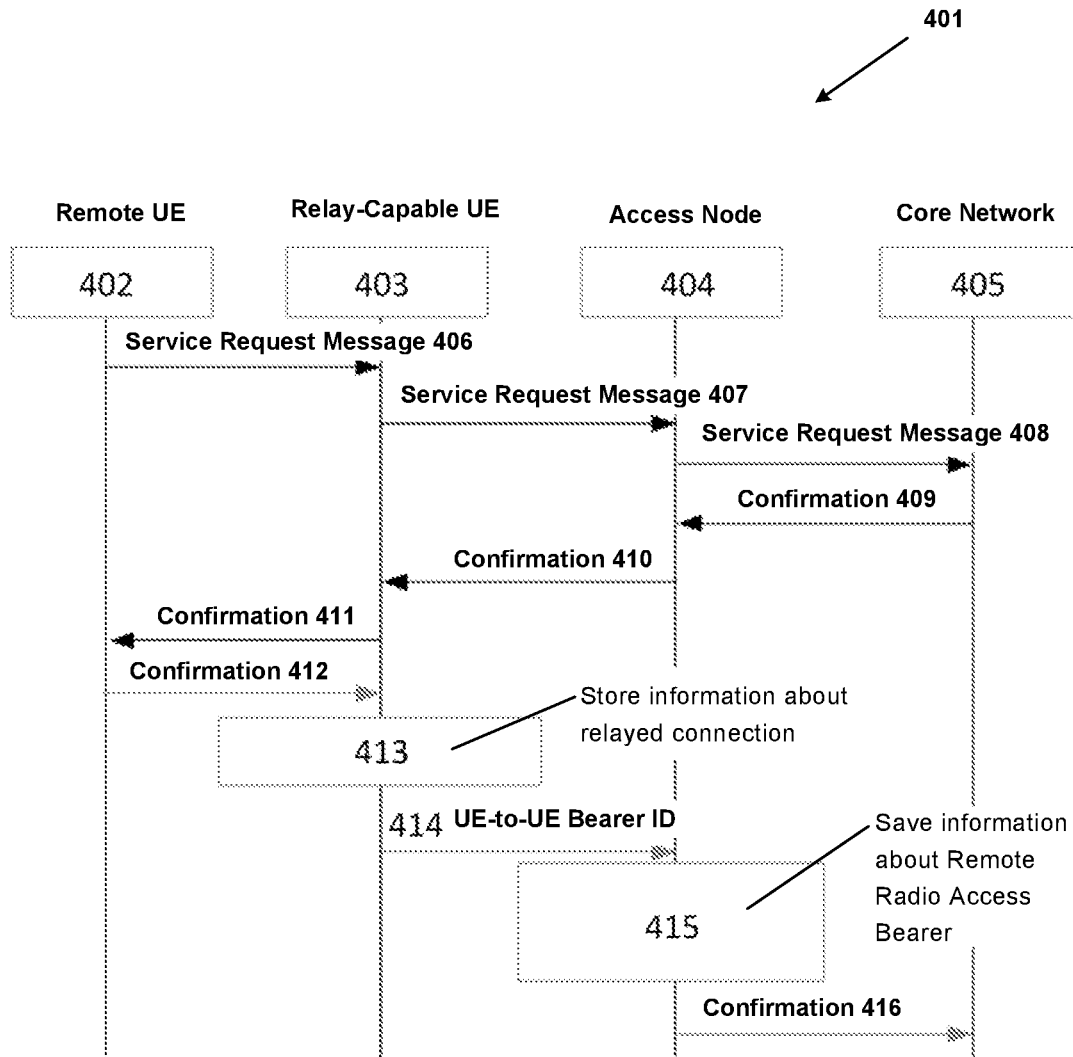 401
Remote UE
Relay-Capable UE
Access Node
Core Network
402
403
404
405
Service Request Message 406
Service Request Message 407
Service Request Message 408
Confirmation 409
Confirmation 410
Confirmation 411
Confirmation 412
Store information about
relayed connection
413
414 UE-to-UE Bearer ID
Save information
about Remote
Radio Access
Bearer
415
Confirmation 416